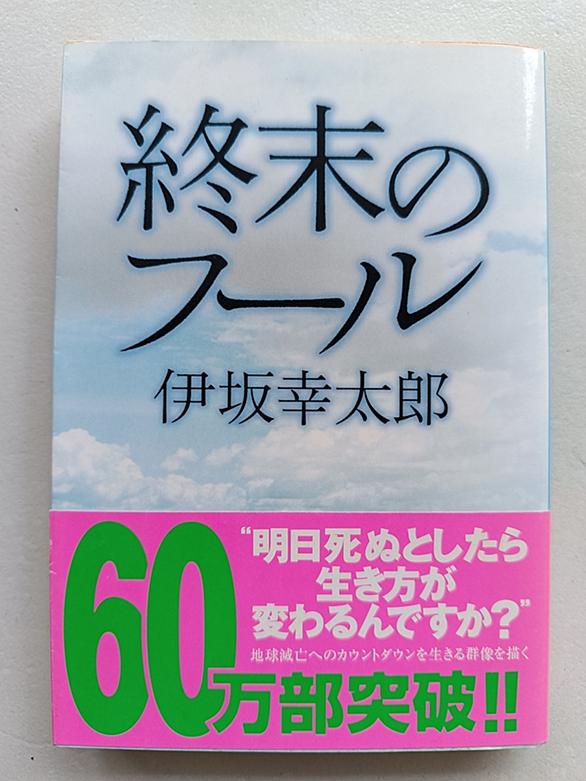 終末の
フール
伊坂幸太郎
“明日死ぬとしたら
生き方が
変わるんですか？”
地球滅亡へのカウントダウンを生きる群像を描く
60万部突破!!